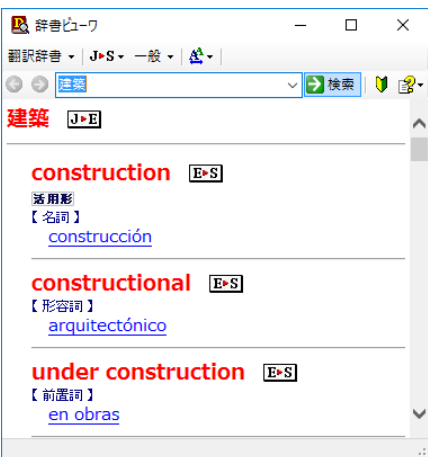 辞書ビューワ
翻訳辞書 J▸S 一般 A
建築 検索
建築 J▸E
construction E▸S
活用形
【 名詞 】
construcción
constructional E▸S
【 形容詞 】
arquitectónico
under construction E▸S
【 前置詞 】
en obras